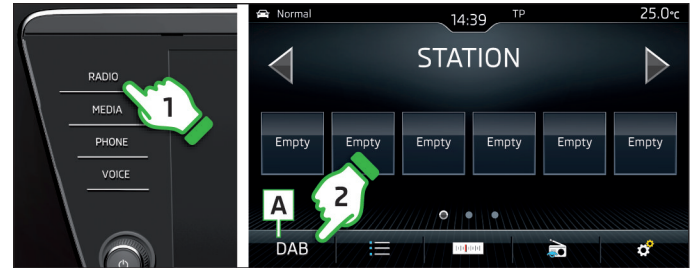 RADIO
MEDIA
PHONE
VOICE
1
Normal
14:39
TP
25.0°C
STATION
Empty Empty Empty Empty Empty Empty
A
2
DAB